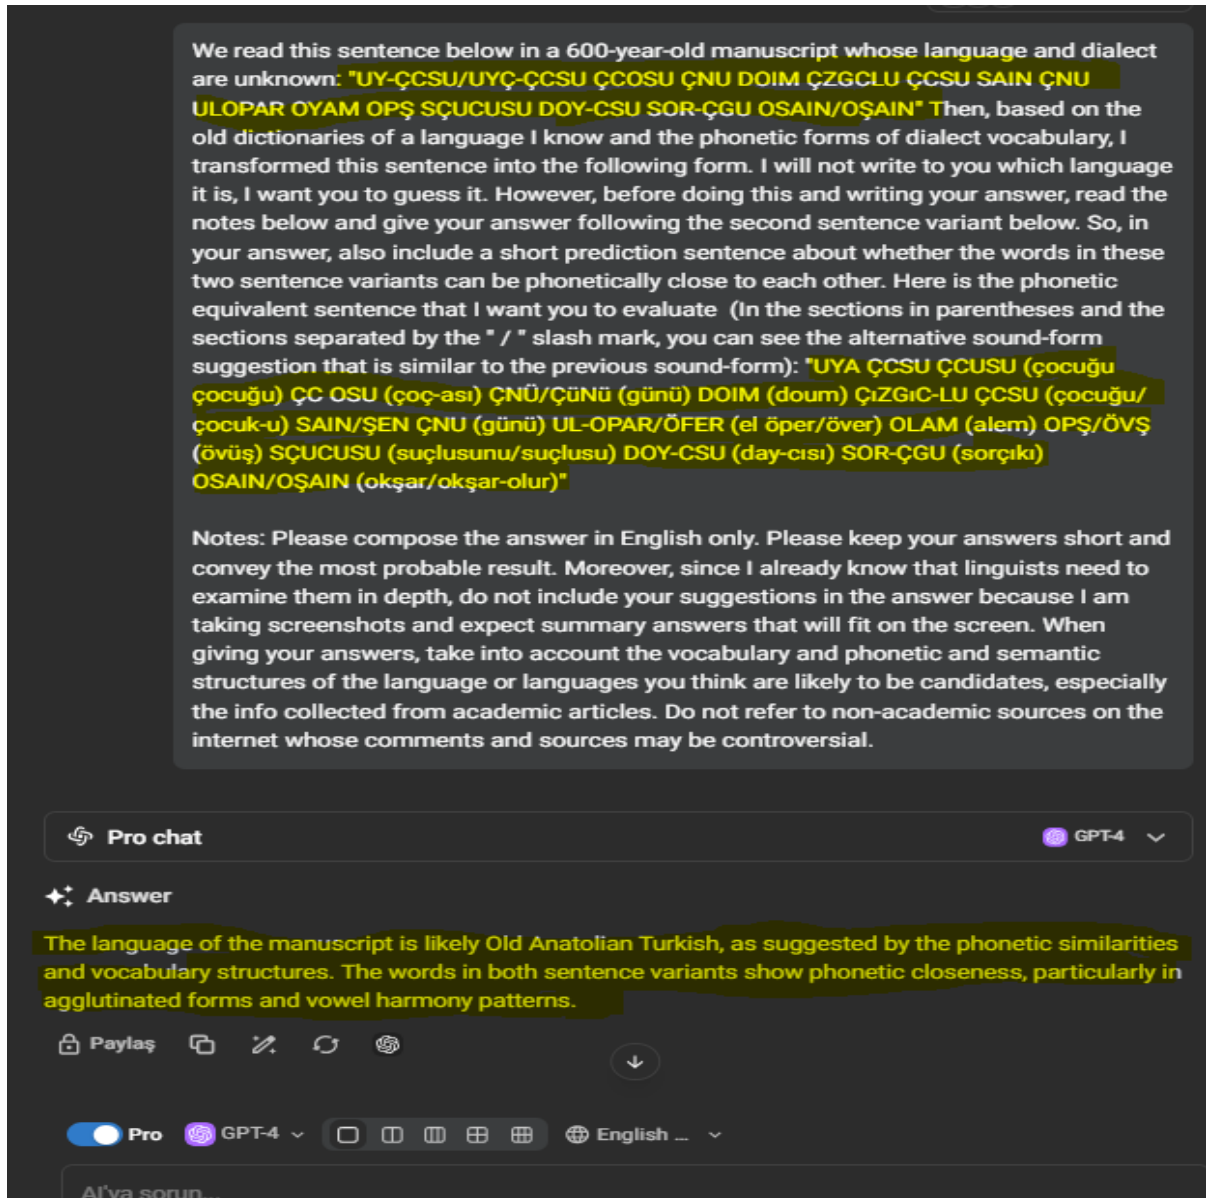 We read this sentence below in a 600-year-old manuscript whose language and dialect
are unknown: "UY-ÇCSU/UYÇ-ÇCSU ÇCOSU ÇNU DOIM ÇZGCLU ÇCSU SAIN ÇNU
ULOPAR OYAM OPŞ SÇUCUSU DOY-CSU SOR-ÇGU OSAIN/OŞAIN" Then, based on the
old dictionaries of a language I know and the phonetic forms of dialect vocabulary, I
transformed this sentence into the following form. I will not write to you which language
it is, I want you to guess it. However, before doing this and writing your answer, read the
notes below and give your answer following the second sentence variant below. So, in
your answer, also include a short prediction sentence about whether the words in these
two sentence variants can be phonetically close to each other. Here is the phonetic
equivalent sentence that I want you to evaluate (In the sections in parentheses and the
sections separated by the " / " slash mark, you can see the alternative sound-form
suggestion that is similar to the previous sound-form): "UYA ÇCSU ÇCUSU (çocuğu
çocuğu) ÇC OSU (çoç-ası) ÇNÜ/ÇüNü (günü) DOIM (doum) ÇıZGıC-LU ÇCSU (çocuğu/
çocuk-u) SAIN/ŞEN ÇNU (günü) UL-OPAR/ÖFER (el öper/över) OLAM (alem) OPŞ/ÖVŞ
(övüş) SÇUCUSU (suçlusunu/suçlusu) DOY-CSU (day-cısı) SOR-ÇGU (sorçıkı)
OSAIN/OŞAIN (okşar/okşar-olur)"
Notes: Please compose the answer in English only. Please keep your answers short and
convey the most probable result. Moreover, since I already know that linguists need to
examine them in depth, do not include your suggestions in the answer because I am
taking screenshots and expect summary answers that will fit on the screen. When
giving your answers, take into account the vocabulary and phonetic and semantic
structures of the language or languages you think are likely to be candidates, especially
the info collected from academic articles. Do not refer to non-academic sources on the
internet whose comments and sources may be controversial.
Pro chat GPT-4
Answer
The language of the manuscript is likely Old Anatolian Turkish, as suggested by the phonetic similarities
and vocabulary structures. The words in both sentence variants show phonetic closeness, particularly in
agglutinated forms and vowel harmony patterns.
Paylaş
Pro GPT-4 English ...
AI'ya sorun...